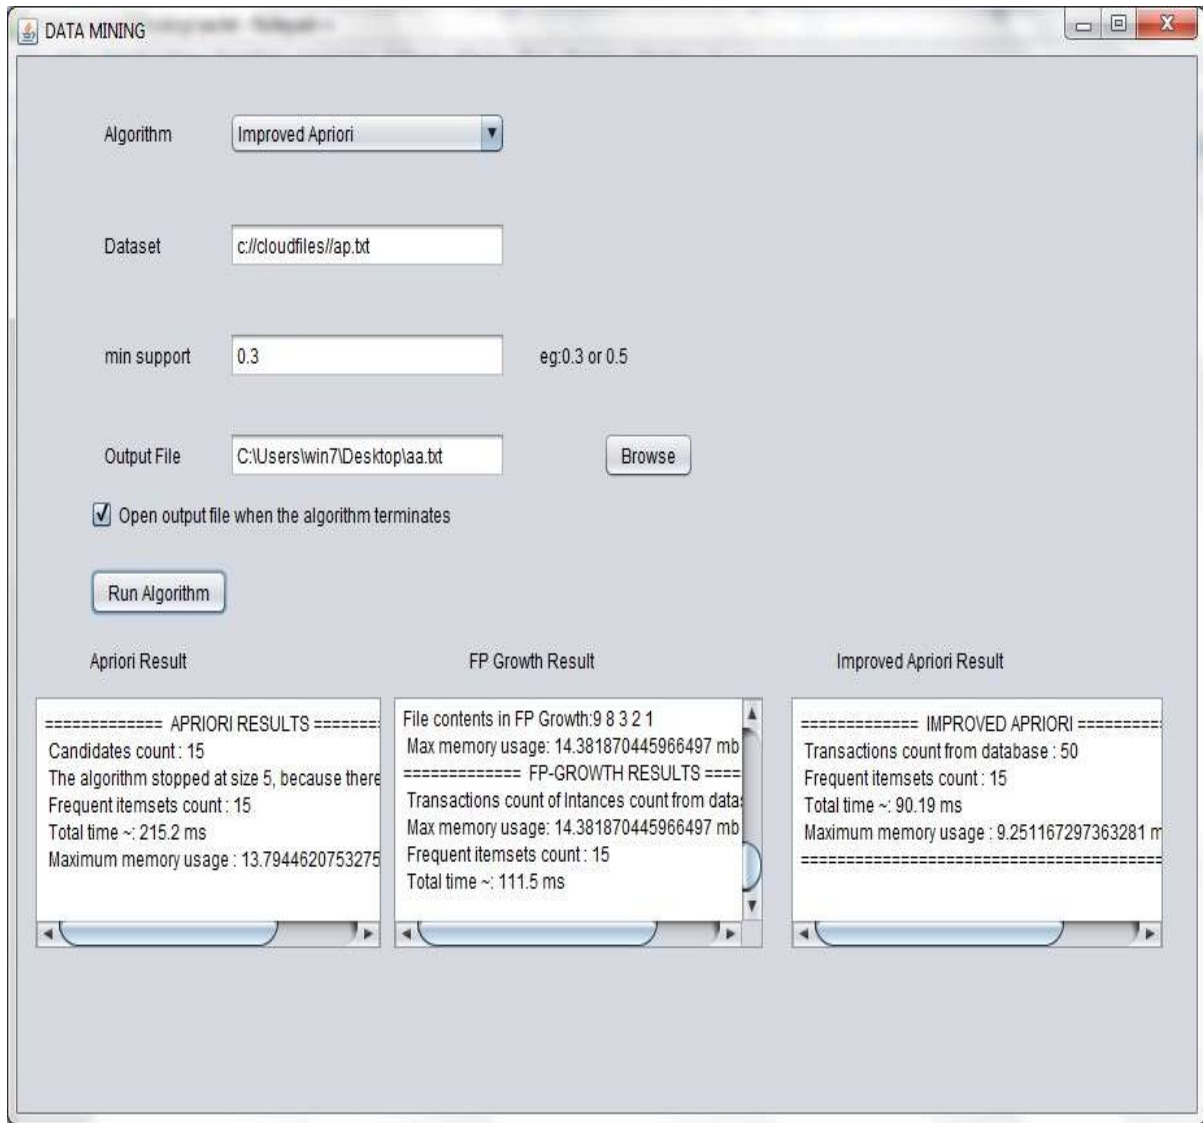 DATA MINING
Algorithm Improved Apriori
Dataset c://cloudfiles//ap.txt
min support 0.3 eg:0.3 or 0.5
Output File C:\Users\win7\Desktop\aa.txt Browse
Open output file when the algorithm terminates
Run Algorithm
Apriori Result
============= APRIORI RESULTS =======
Candidates count : 15
The algorithm stopped at size 5, because there
Frequent itemsets count : 15
Total time ~: 215.2 ms
Maximum memory usage : 13.7944620753275
FP Growth Result
File contents in FP Growth:9 8 3 2 1
Max memory usage: 14.381870445966497 mb
============= FP-GROWTH RESULTS ====
Transactions count of Intances count from datas
Max memory usage: 14.381870445966497 mb
Frequent itemsets count : 15
Total time ~: 111.5 ms
Improved Apriori Result
============= IMPROVED APRIORI =========
Transactions count from database : 50
Frequent itemsets count : 15
Total time ~: 90.19 ms
Maximum memory usage : 9.251167297363281 m
========================================